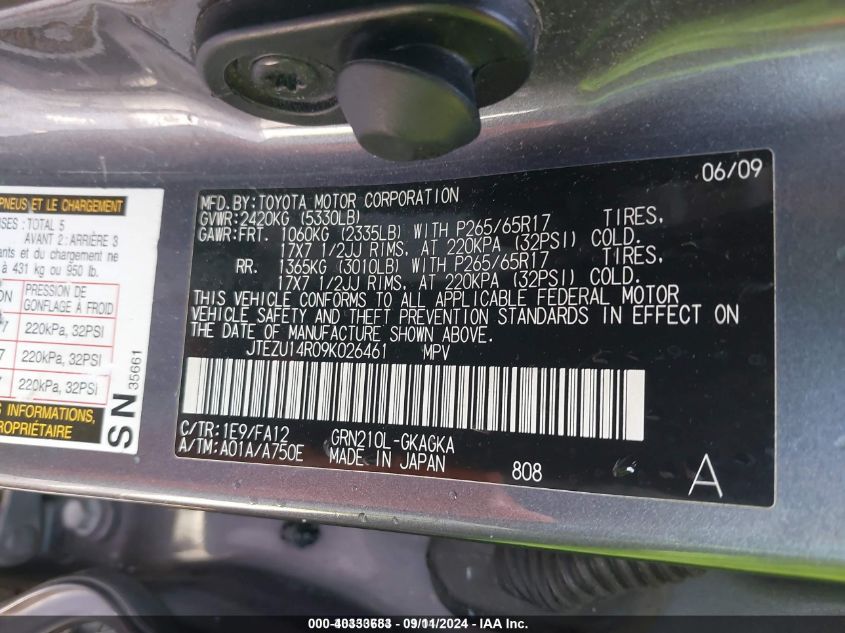 PNEUS ET LE CHARGEMENT
TOTAL 5
AVANT 2: ARRIÈRE 3
et du chargement ne
à 431 kg ou 950 lb.
PRESSION DE
GONFLAGE À FROID
220kPa, 32PSI
220kPa, 32PSI
220kPa, 32PSI
INFORMATIONS,
SN 35661
06/09
MFD.BY:TOYOTA MOTOR CORPORATION
GVWR:2420KG (5330LB)
GAWR:FRT. 1060KG (2335LB) WITH P265/65R17 TIRES,
17X7 1/2JJ RIMS, AT 220KPA (32PSI) COLD.
RR. 1365KG (3010LB) WITH P265/65R17 TIRES,
17X7 1/2JJ RIMS, AT 220KPA (32PSI) COLD.
THIS VEHICLE CONFORMS TO ALL APPLICABLE FEDERAL MOTOR
VEHICLE SAFETY AND THEFT PREVENTION STANDARDS IN EFFECT ON
THE DATE OF MANUFACTURE SHOWN ABOVE.
JTEZU14R09K026461 MPV
C/TR:1E9/FA12 GRN210L-GKAGKA
A/TM:A01A/A750E MADE IN JAPAN 808
A
09/11/2024 - IAA Inc.